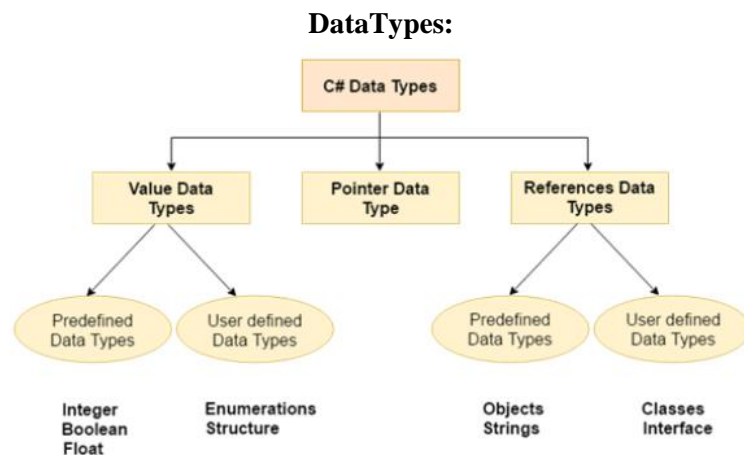 DataTypes:
C# Data Types
Value Data
Types
Pointer Data
Type
References Data
Types
Predefined
Data Types
User defined
Data Types
Predefined
Data Types
User defined
Data Types
Integer
Boolean
Float
Enumerations
Structure
Objects
Strings
Classes
Interface